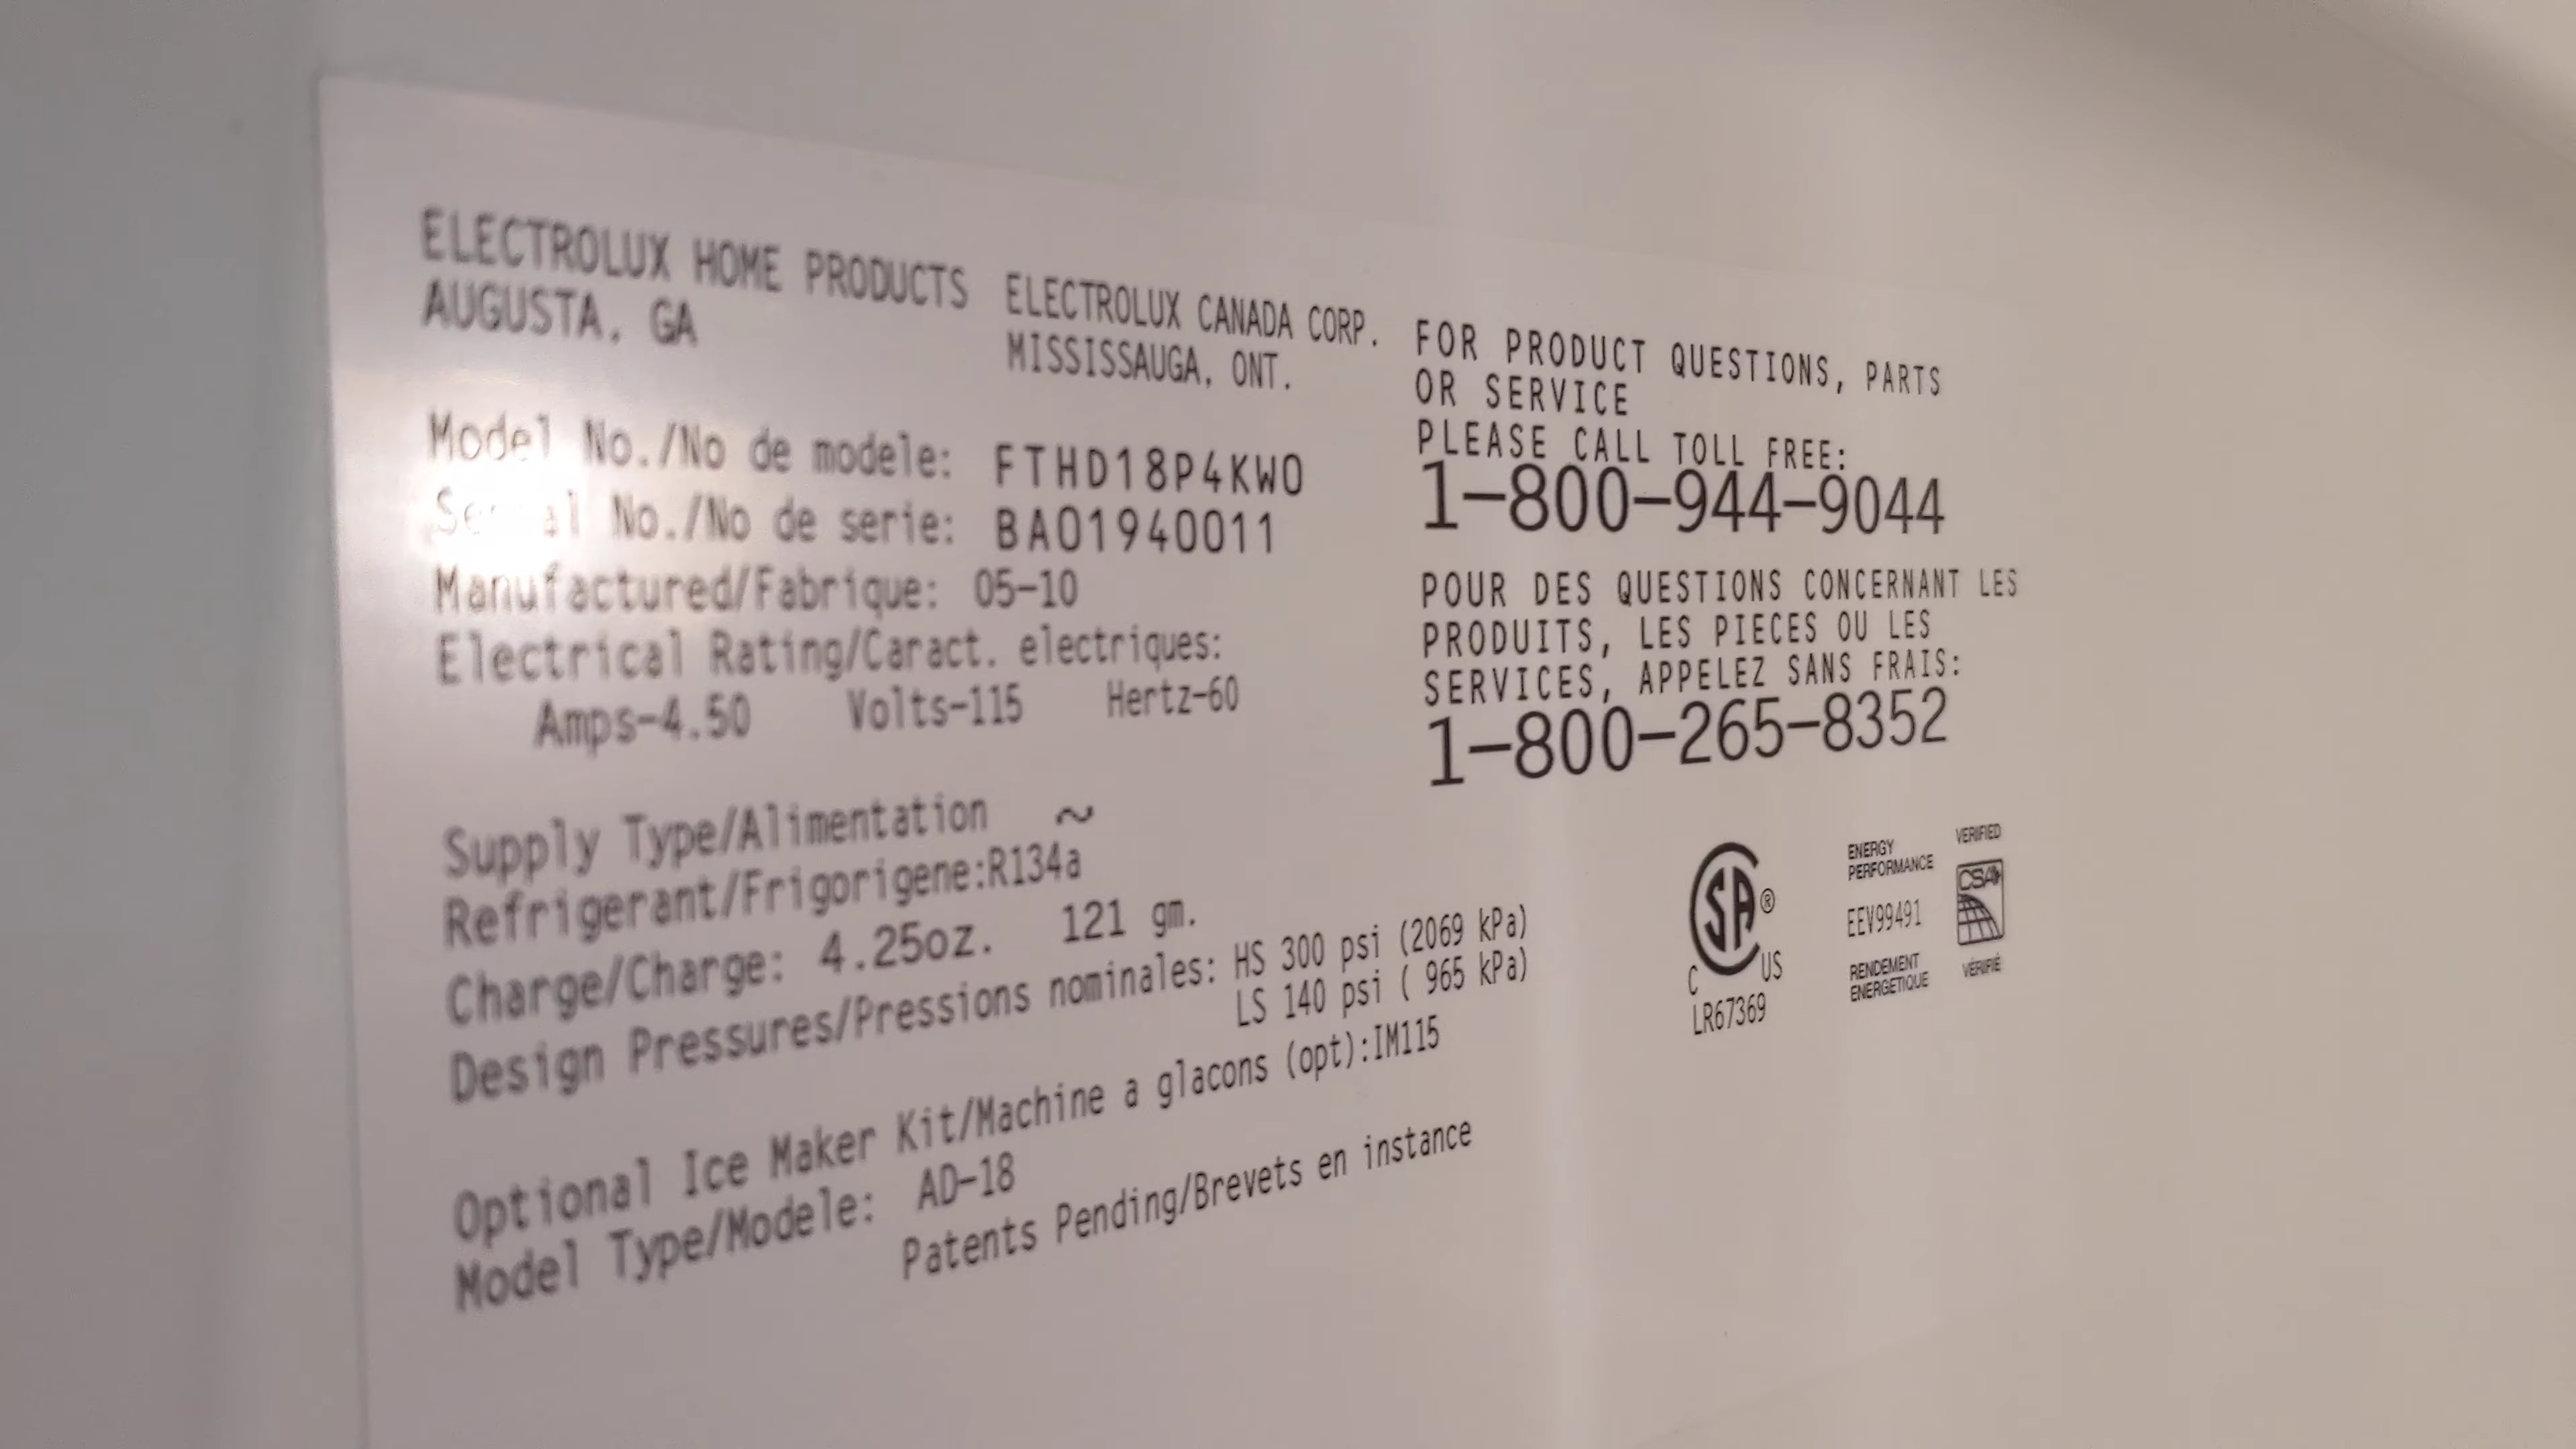 ELECTROLUX HOME PRODUCTS
AUGUSTA, GA
ELECTROLUX CANADA CORP.
MISSISSAUGA, ONT.
Model No./No de modele: FTHD18P4KW0
Serial No./No de serie: BA01940011
Manufactured/Fabrique: 05-10
Electrical Rating/Caract. electriques:
Amps-4.50 Volts-115 Hertz-60
Supply Type/Alimentation ~
Refrigerant/Frigorigene:R134a
Charge/Charge: 4.25oz. 121 gm.
Design Pressures/Pressions nominales: HS 300 psi (2069 kPa)
LS 140 psi ( 965 kPa)
Optional Ice Maker Kit/Machine a glacons (opt):IM115
Model Type/Modele: AD-18
Patents Pending/Brevets en instance
FOR PRODUCT QUESTIONS, PARTS
OR SERVICE
PLEASE CALL TOLL FREE:
1-800-944-9044
POUR DES QUESTIONS CONCERNANT LES
PRODUITS, LES PIECES OU LES
SERVICES, APPELEZ SANS FRAIS:
1-800-265-8352
SA®
C US
LR67369
ENERGY
PERFORMANCE
EEV99491
RENDEMENT
ENERGETIQUE
VERIFIED
CSA
VÉRIFIÉ